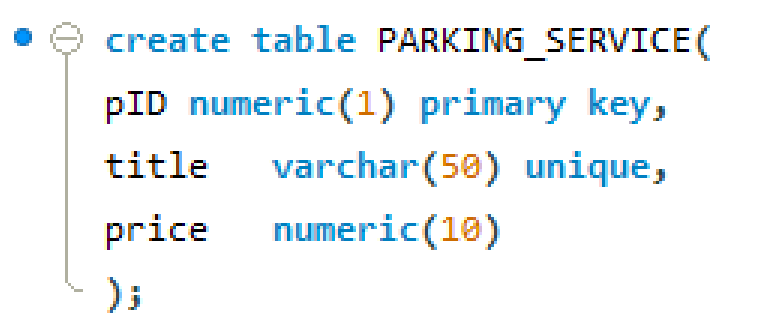 create table PARKING_SERVICE(
pID numeric(1) primary key,
title   varchar(50) unique,
price   numeric(10)
);